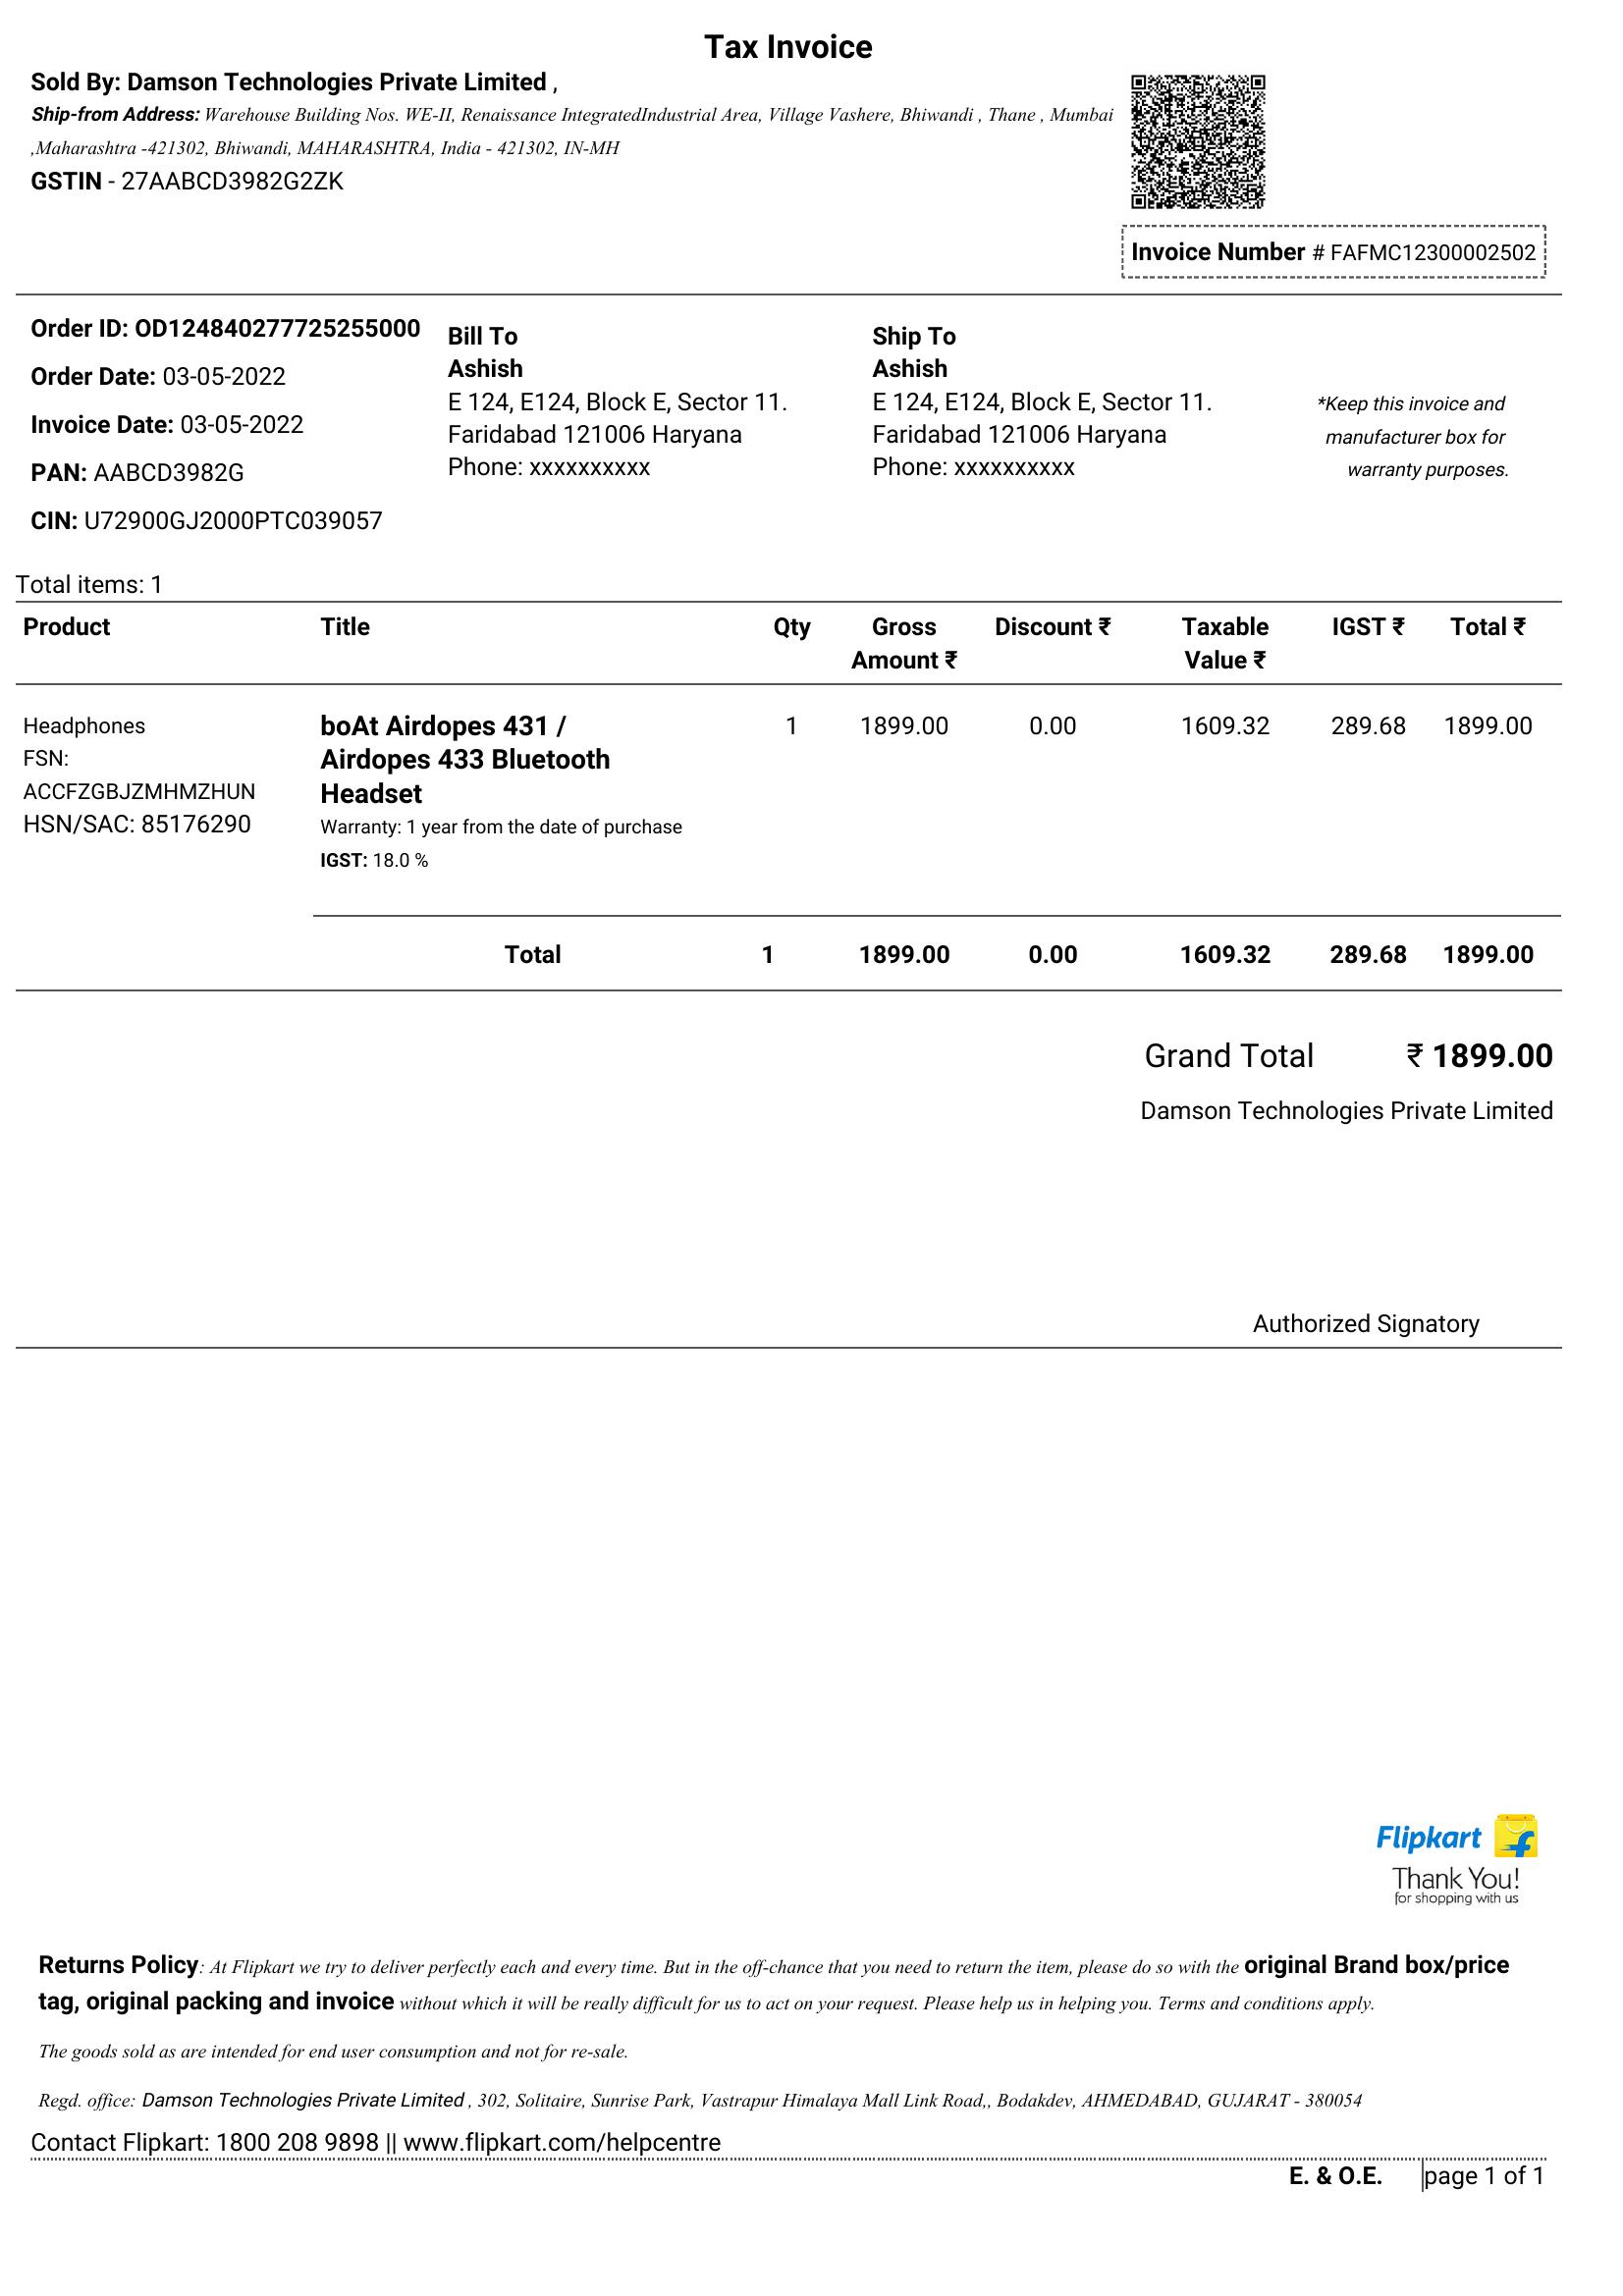 Tax Invoice
Sold By: Damson Technologies Private Limited ,
Ship-from Address: Warehouse Building Nos. WE-II, Renaissance IntegratedIndustrial Area, Village Vashere, Bhiwandi , Thane , Mumbai
,Maharashtra -421302, Bhiwandi, MAHARASHTRA, India - 421302, IN-MH
GSTIN - 27AABCD3982G2ZK
Invoice Number # FAFMC12300002502
Order ID: OD124840277725255000
Order Date: 03-05-2022
Invoice Date: 03-05-2022
PAN: AABCD3982G
CIN: U72900GJ2000PTC039057
Bill To
Ashish
E 124, E124, Block E, Sector 11.
Faridabad 121006 Haryana
Phone: xxxxxxxxxx
Ship To
Ashish
E 124, E124, Block E, Sector 11.
Faridabad 121006 Haryana
Phone: xxxxxxxxxx
*Keep this invoice and
manufacturer box for
warranty purposes.
Total items: 1
Product Title Qty Gross Amount ₹ Discount ₹ Taxable Value ₹ IGST ₹ Total ₹
Headphones
FSN:
ACCFZGBJZMHMZHUN
HSN/SAC: 85176290
boAt Airdopes 431 /
Airdopes 433 Bluetooth
Headset
Warranty: 1 year from the date of purchase
IGST: 18.0 %
1 1899.00 0.00 1609.32 289.68 1899.00
Total 1 1899.00 0.00 1609.32 289.68 1899.00
Grand Total ₹ 1899.00
Damson Technologies Private Limited
Authorized Signatory
Flipkart
Thank You!
for shopping with us
Returns Policy: At Flipkart we try to deliver perfectly each and every time. But in the off-chance that you need to return the item, please do so with the original Brand box/price
tag, original packing and invoice without which it will be really difficult for us to act on your request. Please help us in helping you. Terms and conditions apply.
The goods sold as are intended for end user consumption and not for re-sale.
Regd. office: Damson Technologies Private Limited , 302, Solitaire, Sunrise Park, Vastrapur Himalaya Mall Link Road,, Bodakdev, AHMEDABAD, GUJARAT - 380054
Contact Flipkart: 1800 208 9898 || www.flipkart.com/helpcentre
E. & O.E. page 1 of 1